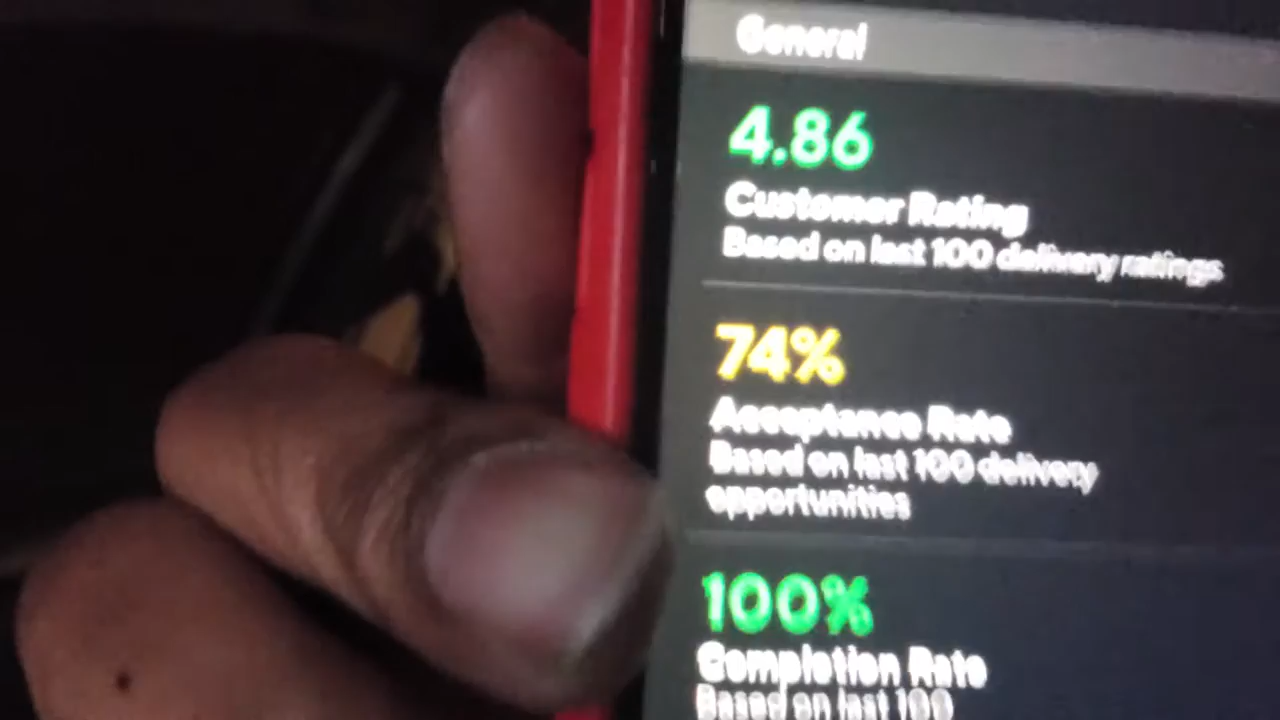 General
4.86
Customer Rating
Based on last 100 delivery ratings
74%
Acceptance Rate
Based on last 100 delivery
opportunities
100%
Completion Rate
Based on last 100